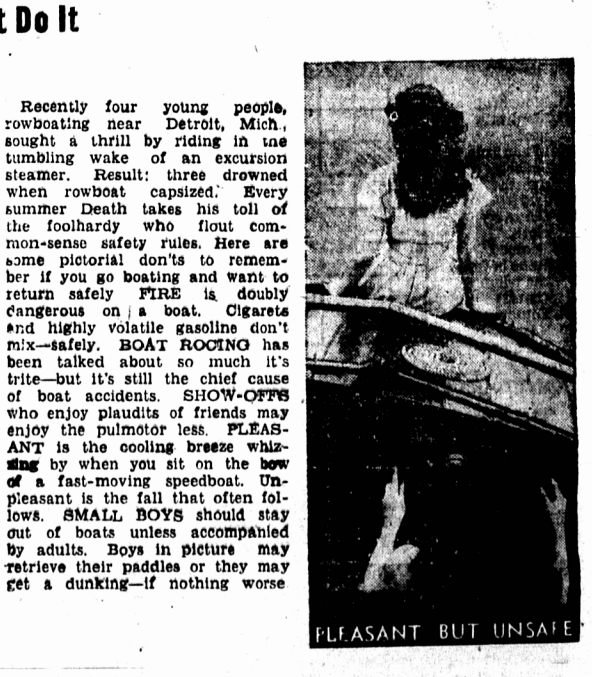 t Do It
Recently four young people,
rowboating near Detroit, Mich.,
sought a thrill by riding in the
tumbling wake of an excursion
steamer. Result: three drowned
when rowboat capsized. Every
summer Death takes his toll of
the foolhardy who flout com-
mon-sense safety rules. Here are
some pictorial don'ts to remem-
ber if you go boating and want to
return safely FIRE is doubly
dangerous on a boat. Cigarets
and highly volatile gasoline don't
mix—safely. BOAT ROCING has
been talked about so much it's
trite—but it's still the chief cause
of boat accidents. SHOW-OFFS
who enjoy plaudits of friends may
enjoy the pulmotor less. PLEAS-
ANT is the cooling breeze whiz-
zing by when you sit on the bow
of a fast-moving speedboat. Un-
pleasant is the fall that often fol-
lows. SMALL BOYS should stay
out of boats unless accompanied
by adults. Boys in picture may
retrieve their paddles or they may
get a dunking—if nothing worse
PLEASANT BUT UNSAFE